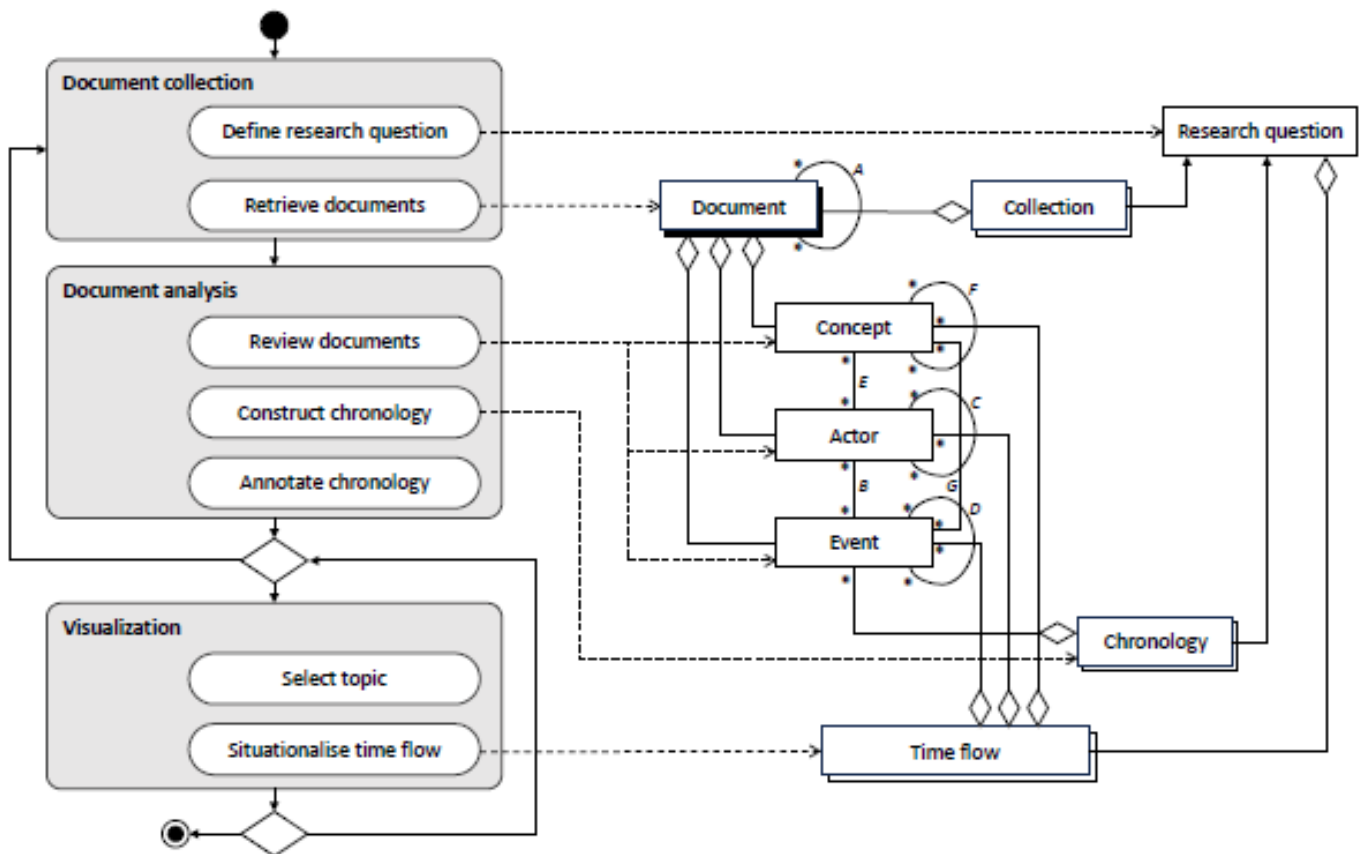 Document collection
Define research question
Retrieve documents
Document analysis
Review documents
Construct chronology
Annotate chronology
Visualization
Select topic
Situationalise time flow
Research question
* A
Document
*
Collection
* F
Concept *
* * *
E
* * C
Actor *
* B * G
* * D
Event * *
* *
Chronology
Time flow